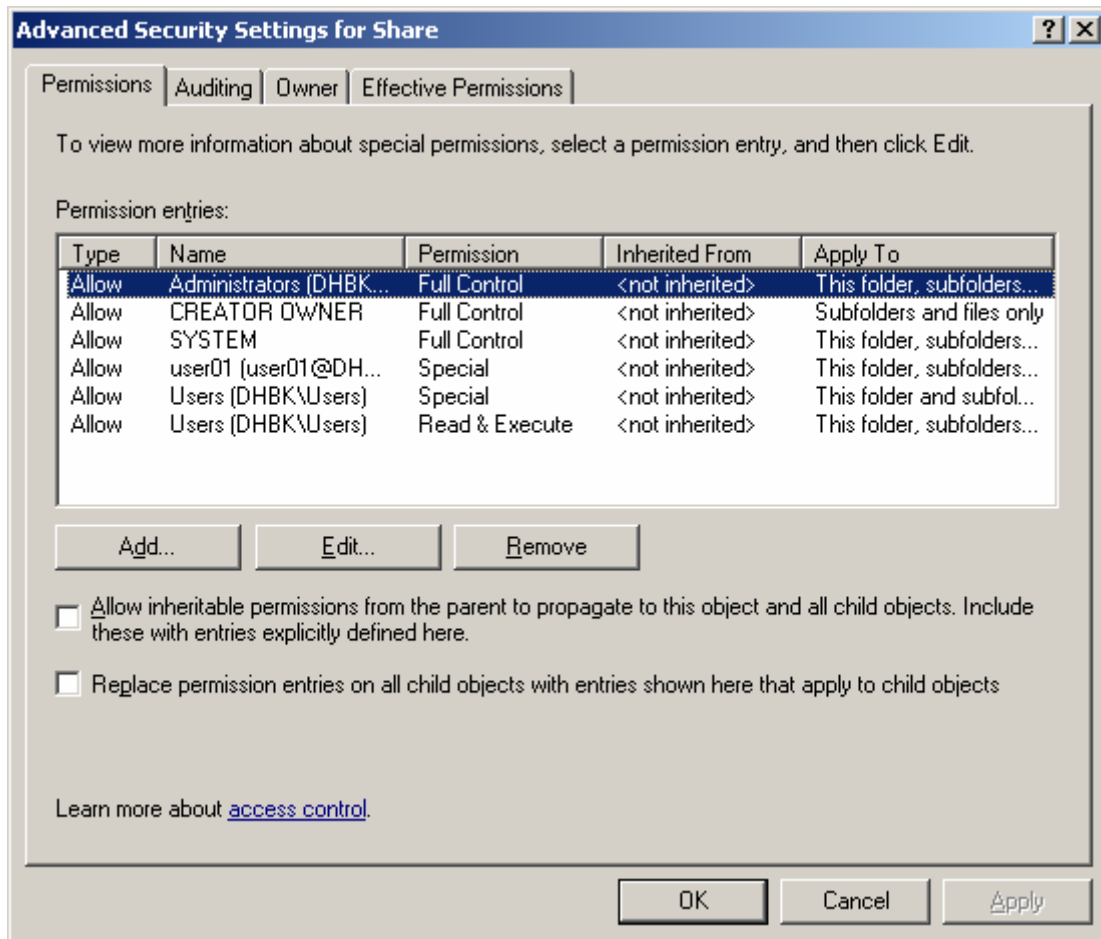 Advanced Security Settings for Share
Permissions Auditing Owner Effective Permissions
To view more information about special permissions, select a permission entry, and then click Edit.
Permission entries:
Type Name Permission Inherited From Apply To
Allow Administrators (DHBK... Full Control <not inherited> This folder, subfolders...
Allow CREATOR OWNER Full Control <not inherited> Subfolders and files only
Allow SYSTEM Full Control <not inherited> This folder, subfolders...
Allow user01 (user01@DH... Special <not inherited> This folder, subfolders...
Allow Users (DHBK\Users) Special <not inherited> This folder and subfol...
Allow Users (DHBK\Users) Read & Execute <not inherited> This folder, subfolders...
Add... Edit... Remove
Allow inheritable permissions from the parent to propagate to this object and all child objects. Include
these with entries explicitly defined here.
Replace permission entries on all child objects with entries shown here that apply to child objects
Learn more about access control.
OK Cancel Apply